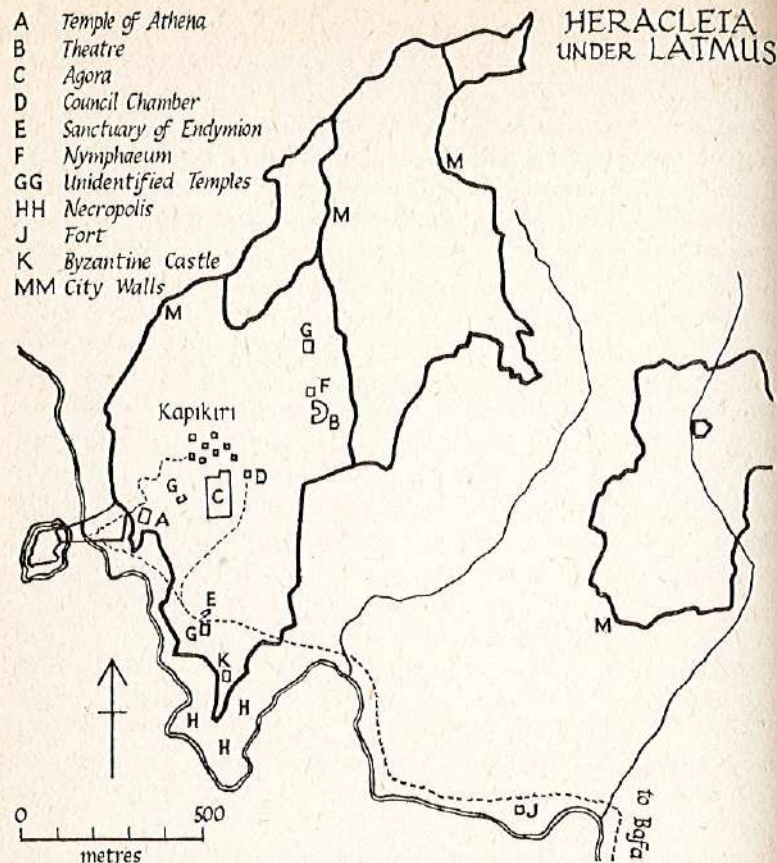 HERACLEIA
UNDER LATMUS
A Temple of Athena
B Theatre
C Agora
D Council Chamber
E Sanctuary of Endymion
F Nymphaeum
GG Unidentified Temples
HH Necropolis
J Fort
K Byzantine Castle
MM City Walls
M
M
M
G
F
B
Kapıkırı
D
G
C
A
E
G
M
K
H
H
H
J
to Bafa
0 500
metres